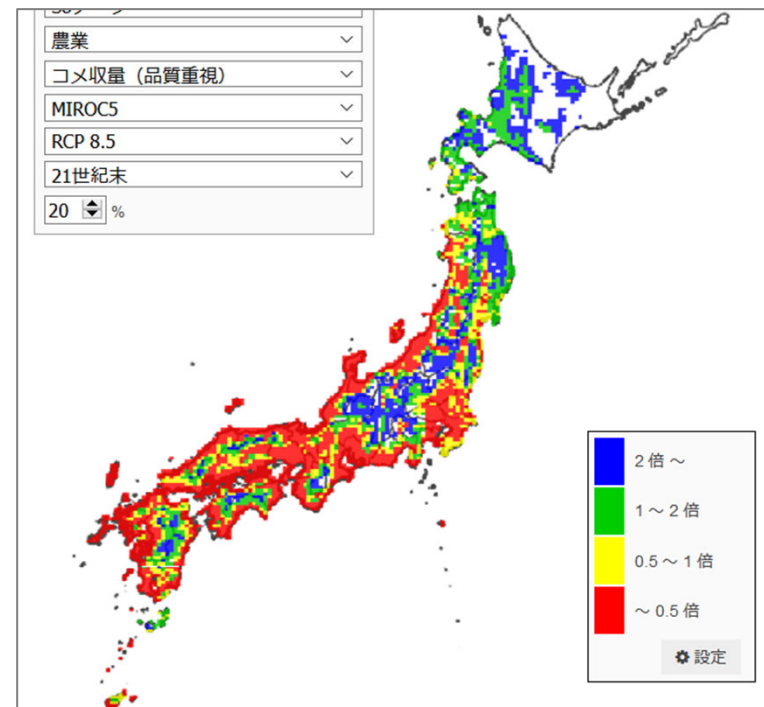 農業
コメ収量（品質重視）
MIROC5
RCP 8.5
21世紀末
20 %
2 倍 ～
1 ～ 2 倍
0.5 ～ 1 倍
～ 0.5 倍
設定